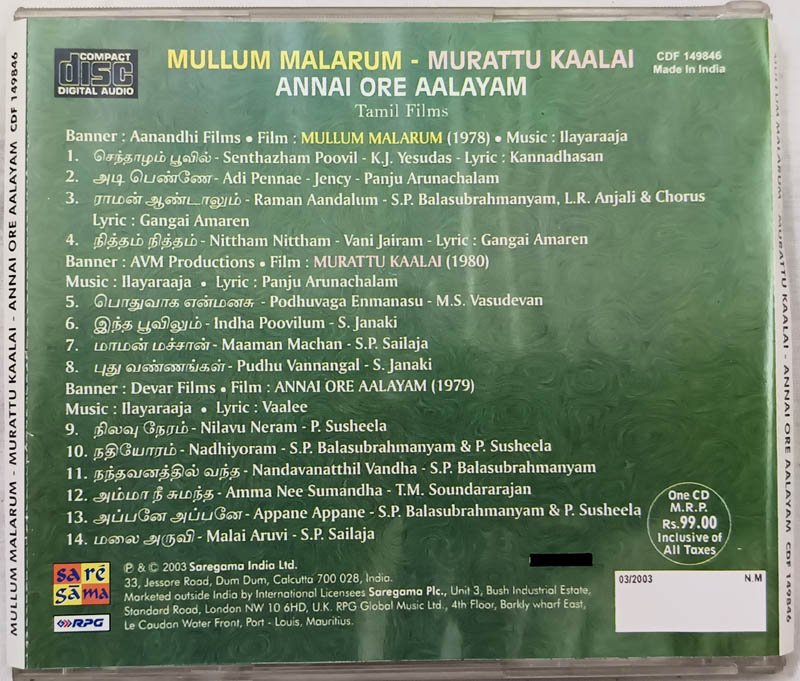 COMPACT
disc
DIGITAL AUDIO
MULLUM MALARUM - MURATTU KAALAI
ANNAI ORE AALAYAM
Tamil Films
CDF 149846
Made in India
Banner : Aanandhi Films • Film : MULLUM MALARUM (1978) • Music : Ilayaraaja
1. செந்தாழம் பூவில் - Senthazham Poovil - K.J. Yesudas - Lyric : Kannadhasan
2. அடி பெண்ணே - Adi Pennae - Jency - Panju Arunachalam
3. ராமன் ஆண்டாலும் - Raman Aandalum - S.P. Balasubrahmanyam, L.R. Anjali & Chorus
Lyric : Gangai Amaren
4. நித்தம் நித்தம் - Nittham Nittham - Vani Jairam - Lyric : Gangai Amaren
Banner : AVM Productions • Film : MURATTU KAALAI (1980)
Music : Ilayaraaja • Lyric : Panju Arunachalam
5. பொதுவாக என்மனசு - Podhuvaga Enmanasu - M.S. Vasudevan
6. இந்த பூவிலும் - Indha Poovilum - S. Janaki
7. மாமன் மச்சான் - Maaman Machan - S.P. Sailaja
8. புது வண்ணங்கள் - Pudhu Vannangal - S. Janaki
Banner : Devar Films • Film : ANNAI ORE AALAYAM (1979)
Music : Ilayaraaja • Lyric : Vaalee
9. நிலவு நேரம் - Nilavu Neram - P. Susheela
10. நதியோரம் - Nadhiyoram - S.P. Balasubrahmanyam & P. Susheela
11. நந்தவனத்தில் வந்த - Nandavanatthil Vandha - S.P. Balasubrahmanyam
12. அம்மா நீ சுமந்த - Amma Nee Sumandha - T.M. Soundararajan
13. அப்பனே அப்பனே - Appane Appane - S.P. Balasubrahmanyam & P. Susheela
14. மலை அருவி - Malai Aruvi - S.P. Sailaja
One CD
M.R.P.
Rs.99.00
Inclusive of
All Taxes
saregama
RPG
℗ & © 2003 Saregama India Ltd.
33, Jessore Road, Dum Dum, Calcutta 700 028, India.
Marketed outside India by International Licensees Saregama Plc., Unit 3, Bush Industrial Estate,
Standard Road, London NW 10 6HD, U.K. RPG Global Music Ltd., 4th Floor, Barkly wharf East,
Le Caudan Water Front, Port - Louis, Mauritius.
03/2003 N.M
MULLUM MALARUM - MURATTU KAALAI - ANNAI ORE AALAYAM CDF 149846
MULLUM MALARUM - MURATTU KAALAI - ANNAI ORE AALAYAM CDF 149846